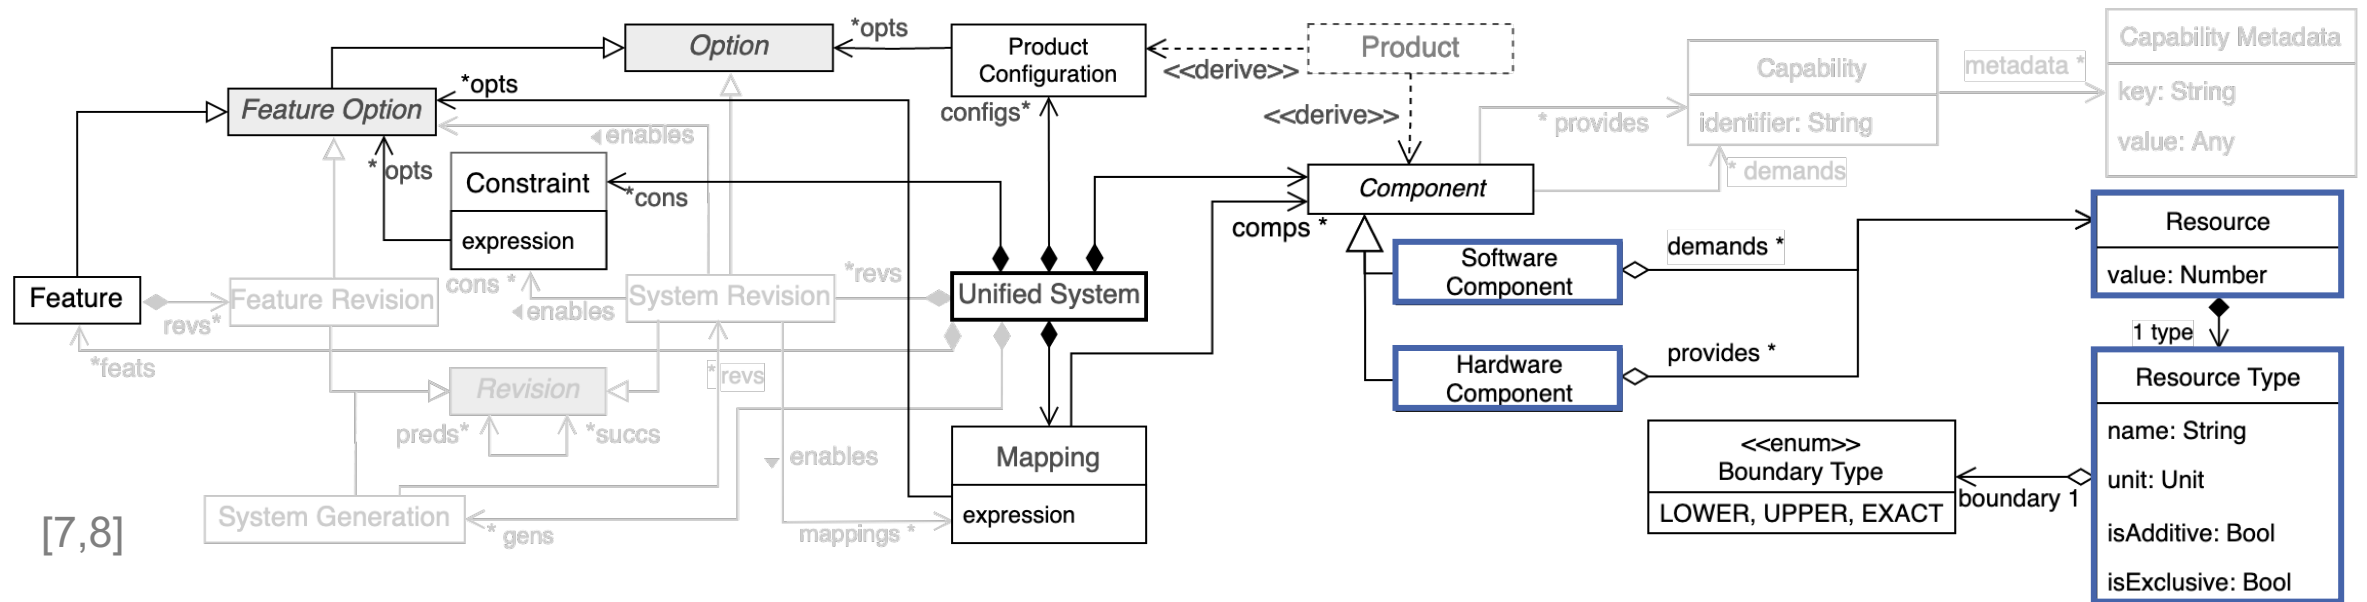 Option
*opts
Product
Configuration
Product
<<derive>>
<<derive>>
configs*
Capability Metadata
key: String
value: Any
metadata *
Capability
identifier: String
* provides
* demands
Feature Option
*opts
enables
* opts
Constraint
expression
*cons
Component
comps *
Resource
value: Number
demands *
Software
Component
Feature
revs*
Feature Revision
cons *
enables
System Revision
*revs
Unified System
1 type
provides *
Hardware
Component
*feats
Revision
preds*
*succs
* revs
Resource Type
name: String
unit: Unit
isAdditive: Bool
isExclusive: Bool
<<enum>>
Boundary Type
LOWER, UPPER, EXACT
boundary 1
enables
Mapping
expression
mappings *
System Generation
* gens
[7,8]